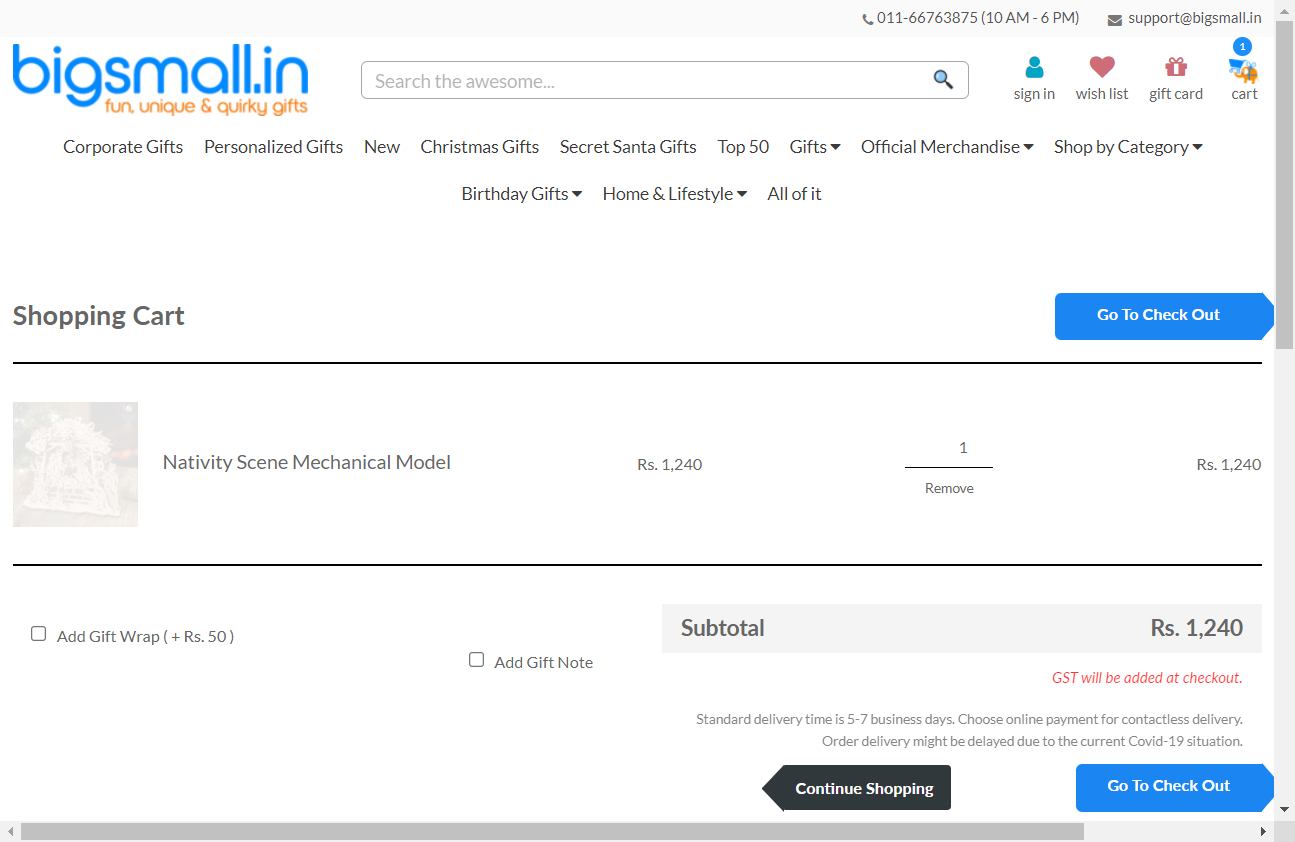 011-66763875 (10 AM - 6 PM) support@bigsmall.in
bigsmall.in
fun, unique & quirky gifts
Search the awesome...
sign in
wish list
gift card
1
cart
Corporate Gifts Personalized Gifts New Christmas Gifts Secret Santa Gifts Top 50 Gifts Official Merchandise Shop by Category
Birthday Gifts Home & Lifestyle All of it
Shopping Cart
Go To Check Out
Nativity Scene Mechanical Model
Rs. 1,240
1
Remove
Rs. 1,240
Add Gift Wrap ( + Rs. 50 )
Add Gift Note
Subtotal Rs. 1,240
GST will be added at checkout.
Standard delivery time is 5-7 business days. Choose online payment for contactless delivery.
Order delivery might be delayed due to the current Covid-19 situation.
Continue Shopping
Go To Check Out